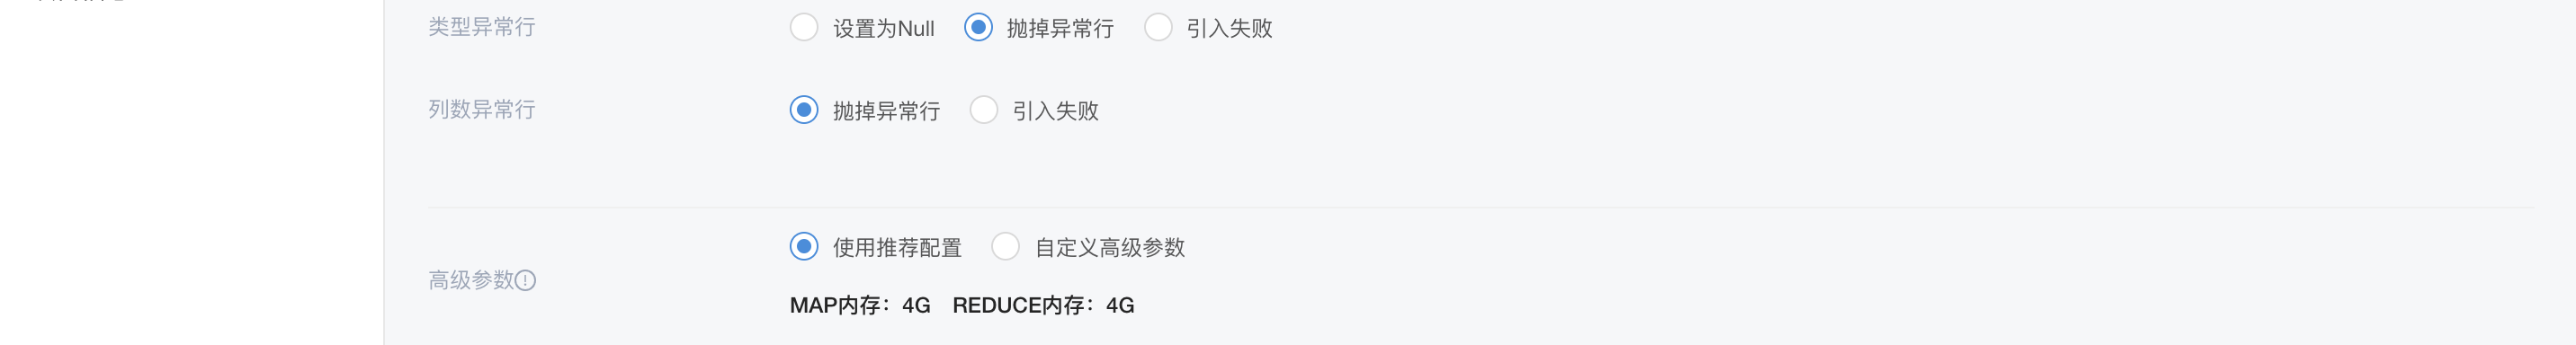 类型异常行 设置为Null 抛掉异常行 引入失败
列数异常行 抛掉异常行 引入失败
使用推荐配置 自定义高级参数
高级参数
MAP内存：4G REDUCE内存：4G